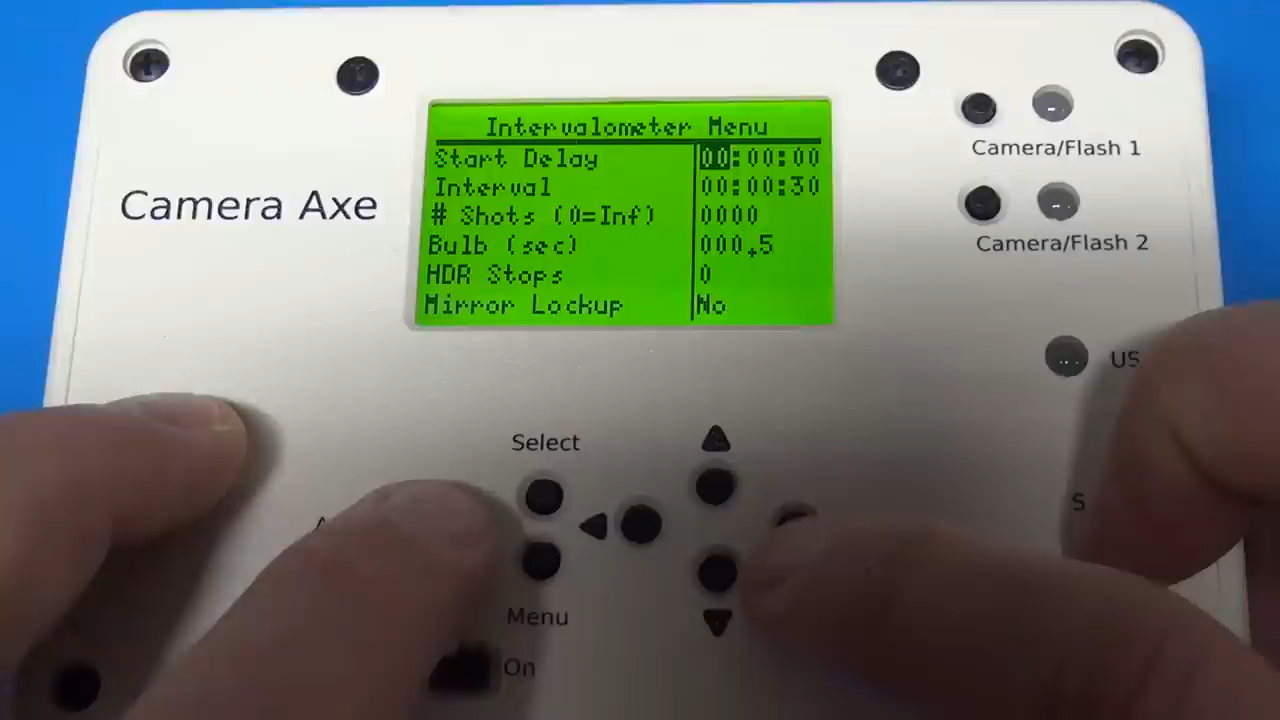 Intervalometer Menu
Start Delay 00:00:00
Interval 00:00:30
# Shots (0=Inf) 0000
Bulb (sec) 000.5
HDR Stops 0
Mirror Lockup No
Camera Axe
Camera/Flash 1
Camera/Flash 2
US
Select
S
Menu
On